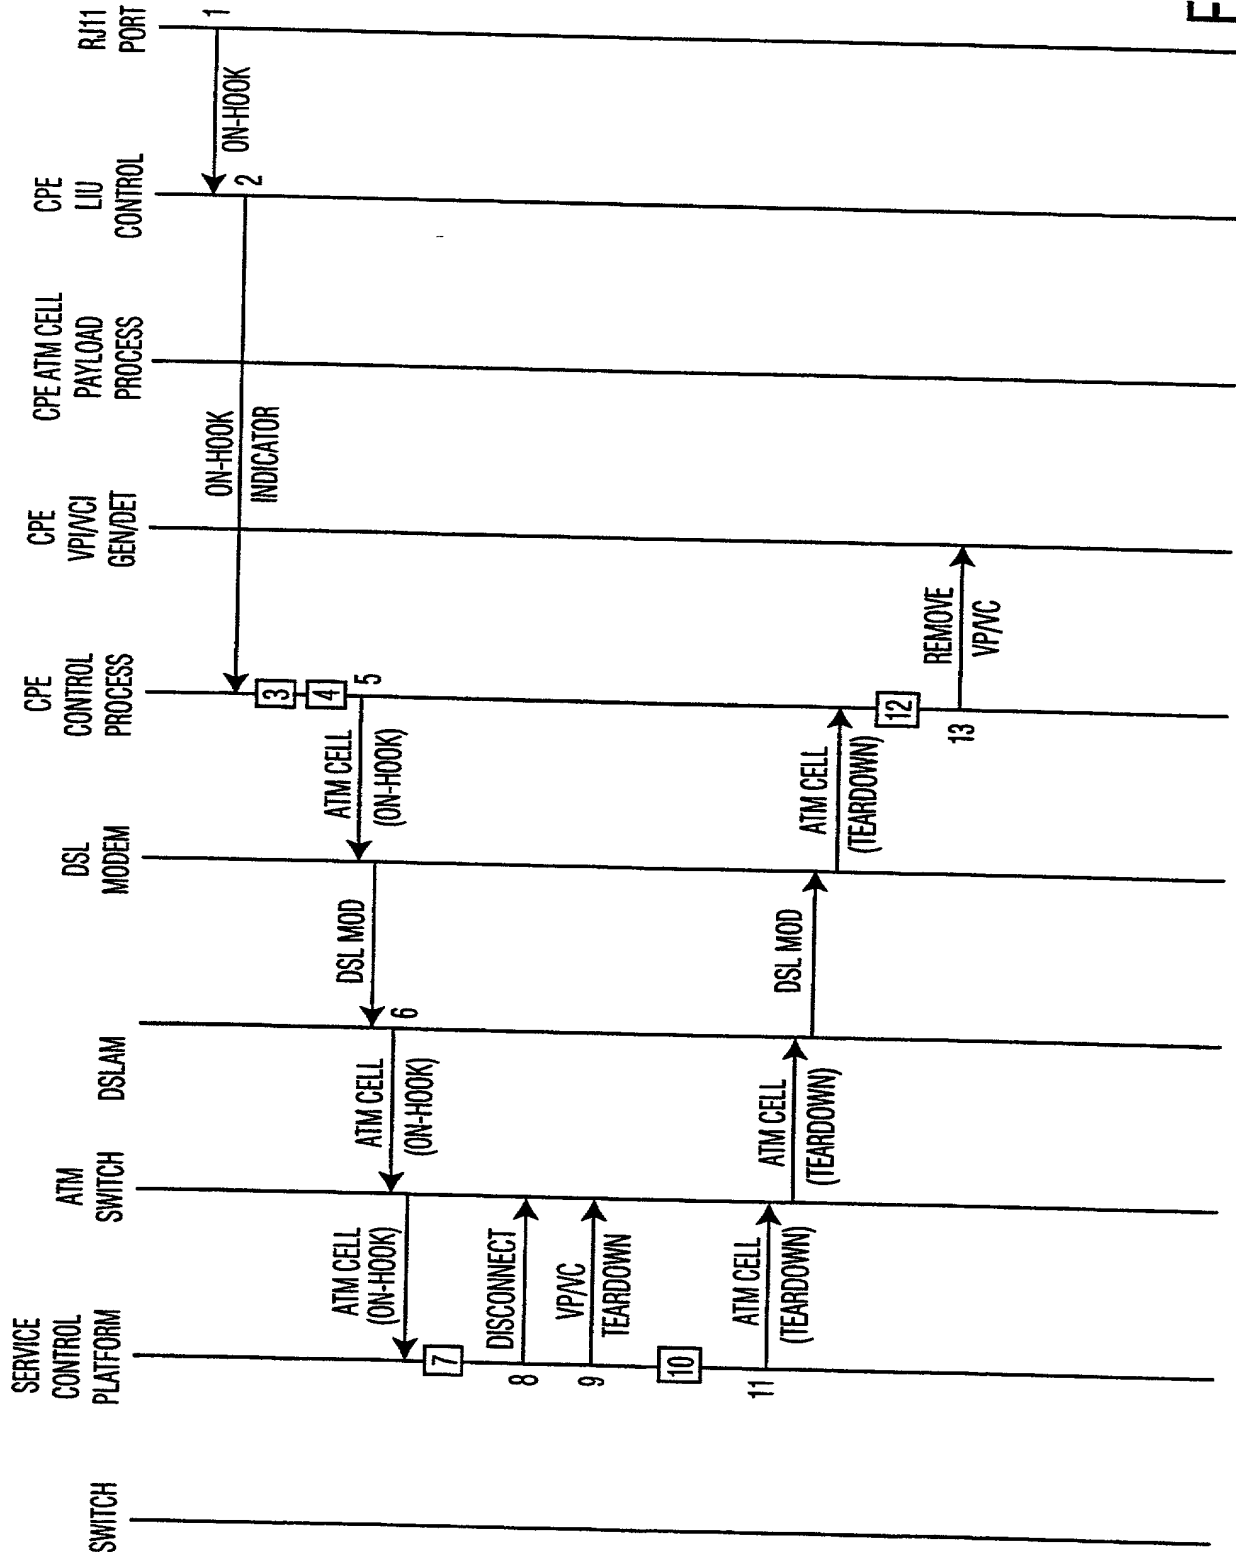 SWITCH
SERVICE
CONTROL
PLATFORM
ATM
SWITCH
DSLAM
DSL
MODEM
CPE
CONTROL
PROCESS
CPE
VPI/VCI
GEN/DET
CPE ATM CELL
PAYLOAD
PROCESS
CPE
LIU
CONTROL
RJ11
PORT
1
ON-HOOK
2
ON-HOOK
INDICATOR
3
4
5
ATM CELL
(ON-HOOK)
DSL MOD
6
ATM CELL
(ON-HOOK)
ATM CELL
(ON-HOOK)
7
8
DISCONNECT
9
VP/VC
TEARDOWN
10
11
ATM CELL
(TEARDOWN)
ATM CELL
(TEARDOWN)
DSL MOD
ATM CELL
(TEARDOWN)
12
13
REMOVE
VP/VC